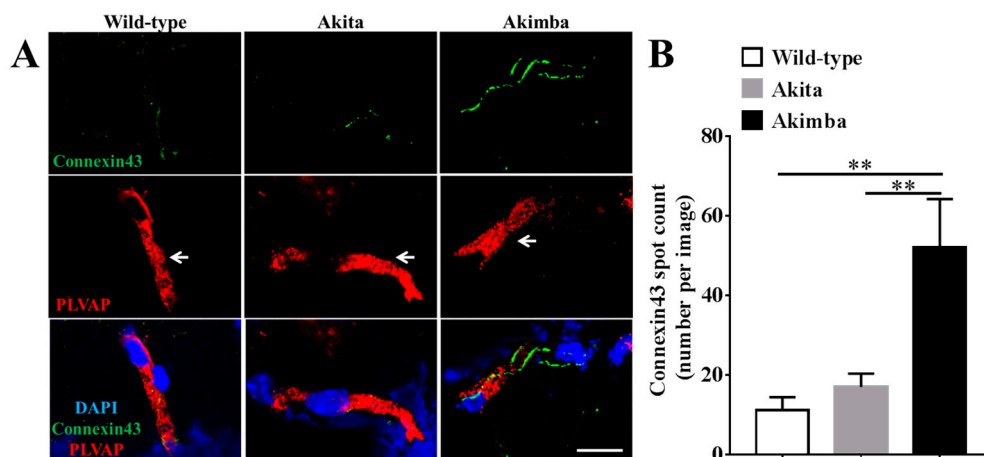 Wild-type
Akita
Akimba
A
Connexin43
PLVAP
DAPI
Connexin43
PLVAP
B
Wild-type
Akita
Akimba
Connexin43 spot count
(number per image)
80
60
40
20
0
**
**